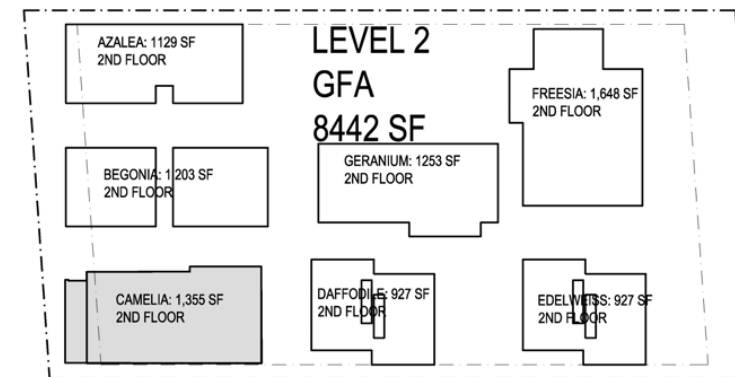 AZALEA: 1129 SF
2ND FLOOR
LEVEL 2
GFA
8442 SF
FREESIA: 1,648 SF
2ND FLOOR
BEGONIA: 1,203 SF
2ND FLOOR
GERANIUM: 1253 SF
2ND FLOOR
CAMELIA: 1,355 SF
2ND FLOOR
DAFFODILE: 927 SF
2ND FLOOR
EDELWEISS: 927 SF
2ND FLOOR